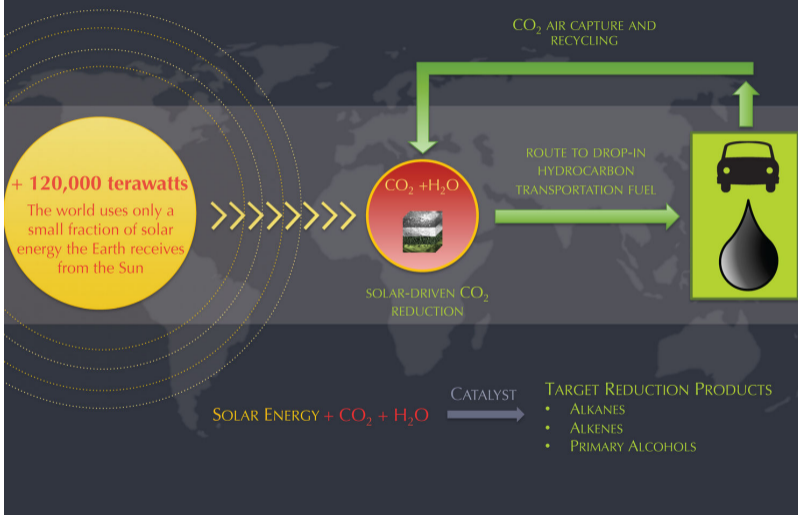 CO₂ AIR CAPTURE AND
RECYCLING
+ 120,000 terawatts
The world uses only a
small fraction of solar
energy the Earth receives
from the Sun
CO₂ +H₂O
ROUTE TO DROP-IN
HYDROCARBON
TRANSPORTATION FUEL
SOLAR-DRIVEN CO₂
REDUCTION
SOLAR ENERGY + CO₂ + H₂O
CATALYST
TARGET REDUCTION PRODUCTS
• ALKANES
• ALKENES
• PRIMARY ALCOHOLS